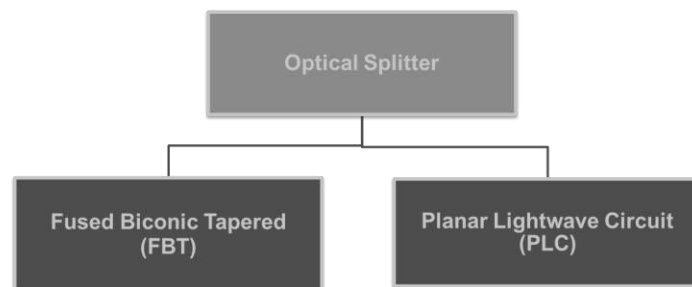 Optical Splitter
Fused Biconic Tapered
(FBT)
Planar Lightwave Circuit
(PLC)